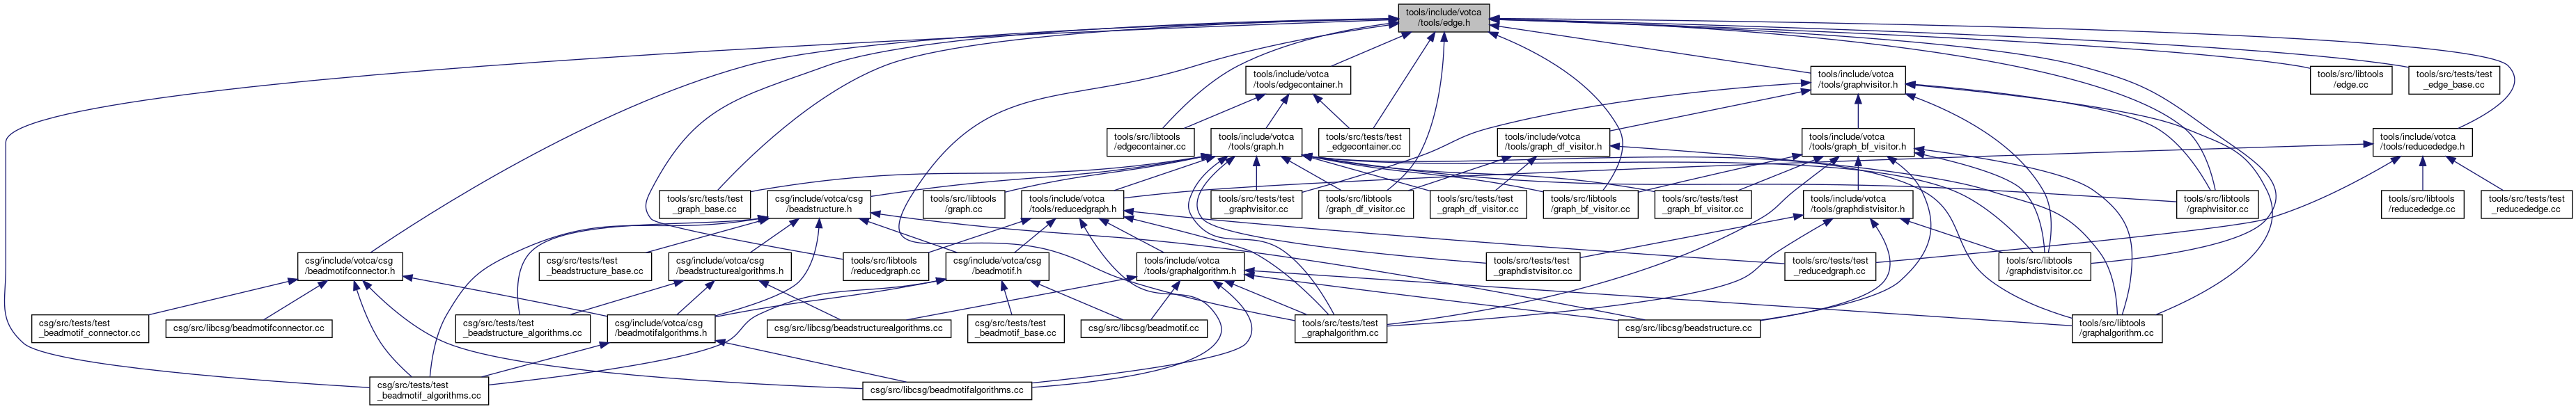 tools/include/votca
/tools/edge.h
tools/include/votca
/tools/edgecontainer.h
tools/include/votca
/tools/graphvisitor.h
tools/src/libtools
/edge.cc
tools/src/tests/test
_edge_base.cc
tools/src/libtools
/edgecontainer.cc
tools/include/votca
/tools/graph.h
tools/src/tests/test
_edgecontainer.cc
tools/include/votca
/tools/graph_df_visitor.h
tools/include/votca
/tools/graph_bf_visitor.h
tools/include/votca
/tools/reducededge.h
tools/src/tests/test
_graph_base.cc
csg/include/votca/csg
/beadstructure.h
tools/src/libtools
/graph.cc
tools/include/votca
/tools/reducedgraph.h
tools/src/tests/test
_graphvisitor.cc
tools/src/libtools
/graph_df_visitor.cc
tools/src/tests/test
_graph_df_visitor.cc
tools/src/libtools
/graph_bf_visitor.cc
tools/src/tests/test
_graph_bf_visitor.cc
tools/include/votca
/tools/graphdistvisitor.h
tools/src/libtools
/graphvisitor.cc
tools/src/libtools
/reducededge.cc
tools/src/tests/test
_reducededge.cc
csg/include/votca/csg
/beadmotifconnector.h
csg/src/tests/test
_beadstructure_base.cc
csg/include/votca/csg
/beadstructurealgorithms.h
tools/src/libtools
/reducedgraph.cc
csg/include/votca/csg
/beadmotif.h
tools/include/votca
/tools/graphalgorithm.h
tools/src/tests/test
_graphdistvisitor.cc
tools/src/tests/test
_reducedgraph.cc
tools/src/libtools
/graphdistvisitor.cc
csg/src/tests/test
_beadmotif_connector.cc
csg/src/libcsg/beadmotifconnector.cc
csg/src/tests/test
_beadstructure_algorithms.cc
csg/include/votca/csg
/beadmotifalgorithms.h
csg/src/libcsg/beadstructurealgorithms.cc
csg/src/tests/test
_beadmotif_base.cc
csg/src/libcsg/beadmotif.cc
tools/src/tests/test
_graphalgorithm.cc
csg/src/libcsg/beadstructure.cc
tools/src/libtools
/graphalgorithm.cc
csg/src/tests/test
_beadmotif_algorithms.cc
csg/src/libcsg/beadmotifalgorithms.cc